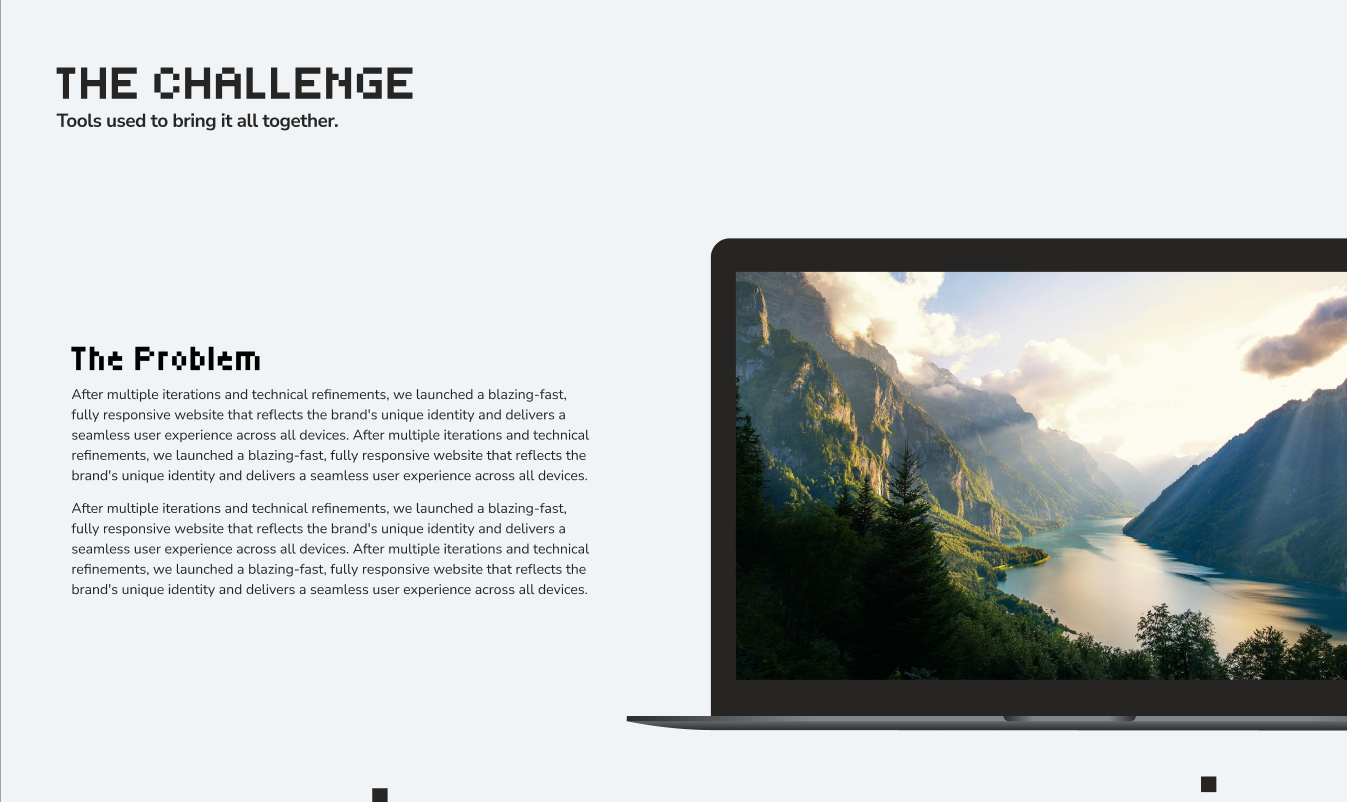 THE CHALLENGE
Tools used to bring it all together.
The Problem
After multiple iterations and technical refinements, we launched a blazing-fast,
fully responsive website that reflects the brand's unique identity and delivers a
seamless user experience across all devices. After multiple iterations and technical
refinements, we launched a blazing-fast, fully responsive website that reflects the
brand's unique identity and delivers a seamless user experience across all devices.
After multiple iterations and technical refinements, we launched a blazing-fast,
fully responsive website that reflects the brand's unique identity and delivers a
seamless user experience across all devices. After multiple iterations and technical
refinements, we launched a blazing-fast, fully responsive website that reflects the
brand's unique identity and delivers a seamless user experience across all devices.